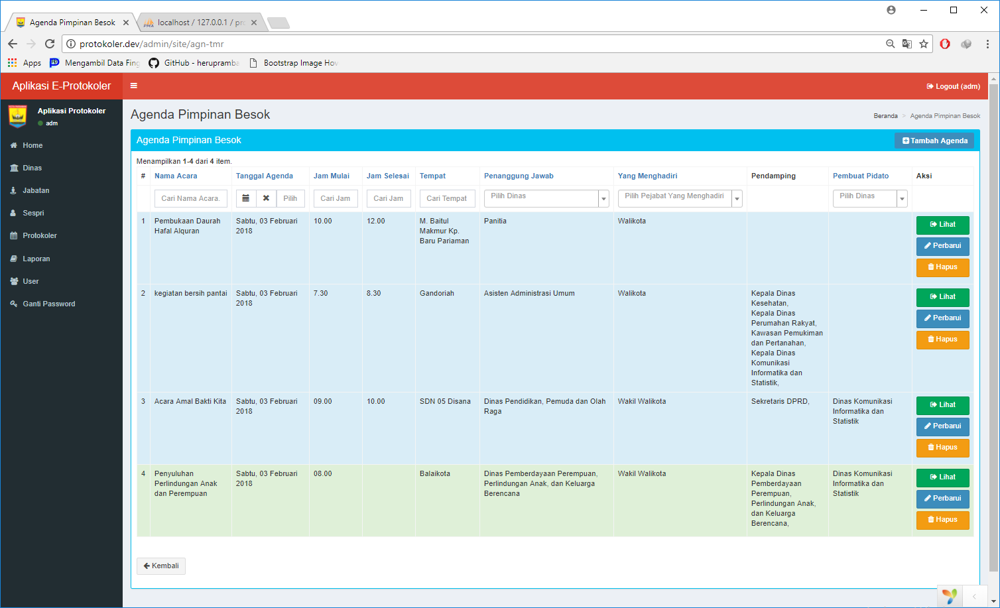 Agenda Pimpinan Besok
localhost / 127.0.0.1 / pro
protokoler.dev/admin/site/agn-tmr
Apps
Mengambil Data Fing
GitHub - herupramba
Bootstrap Image Hov
Aplikasi E-Protokoler
Logout (adm)
Aplikasi Protokoler
adm
Home
Dinas
Jabatan
Sespri
Protokoler
Laporan
User
Ganti Password
Agenda Pimpinan Besok
Beranda > Agenda Pimpinan Besok
Agenda Pimpinan Besok
Tambah Agenda
Menampilkan 1-4 dari 4 item.
# Nama Acara Tanggal Agenda Jam Mulai Jam Selesai Tempat Penanggung Jawab Yang Menghadiri Pendamping Pembuat Pidato Aksi
Cari Nama Acara. Pilih Cari Jam Cari Jam Cari Tempat Pilih Dinas Pilih Pejabat Yang Menghadiri Pilih Dinas
1
Pembukaan Daurah
Hafal Alquran
Sabtu, 03 Februari
2018
10.00
12.00
M. Baitul
Makmur Kp.
Baru Pariaman
Panitia
Walikota
Lihat
Perbarui
Hapus
2
kegiatan bersih pantai
Sabtu, 03 Februari
2018
7.30
8.30
Gandoriah
Asisten Administrasi Umum
Walikota
Kepala Dinas
Kesehatan,
Kepala Dinas
Perumahan Rakyat,
Kawasan Pemukiman
dan Pertanahan,
Kepala Dinas
Komunikasi
Informatika dan
Statistik,
Lihat
Perbarui
Hapus
3
Acara Amal Bakti Kita
Sabtu, 03 Februari
2018
09.00
10.00
SDN 05 Disana
Dinas Pendidikan, Pemuda dan Olah
Raga
Wakil Walikota
Sekretaris DPRD,
Dinas Komunikasi
Informatika dan
Statistik
Lihat
Perbarui
Hapus
4
Penyuluhan
Perlindungan Anak
dan Perempuan
Sabtu, 03 Februari
2018
08.00
Balaikota
Dinas Pemberdayaan Perempuan,
Perlindungan Anak, dan Keluarga
Berencana
Wakil Walikota
Kepala Dinas
Pemberdayaan
Perempuan,
Perlindungan Anak,
dan Keluarga
Berencana,
Dinas Komunikasi
Informatika dan
Statistik
Lihat
Perbarui
Hapus
Kembali